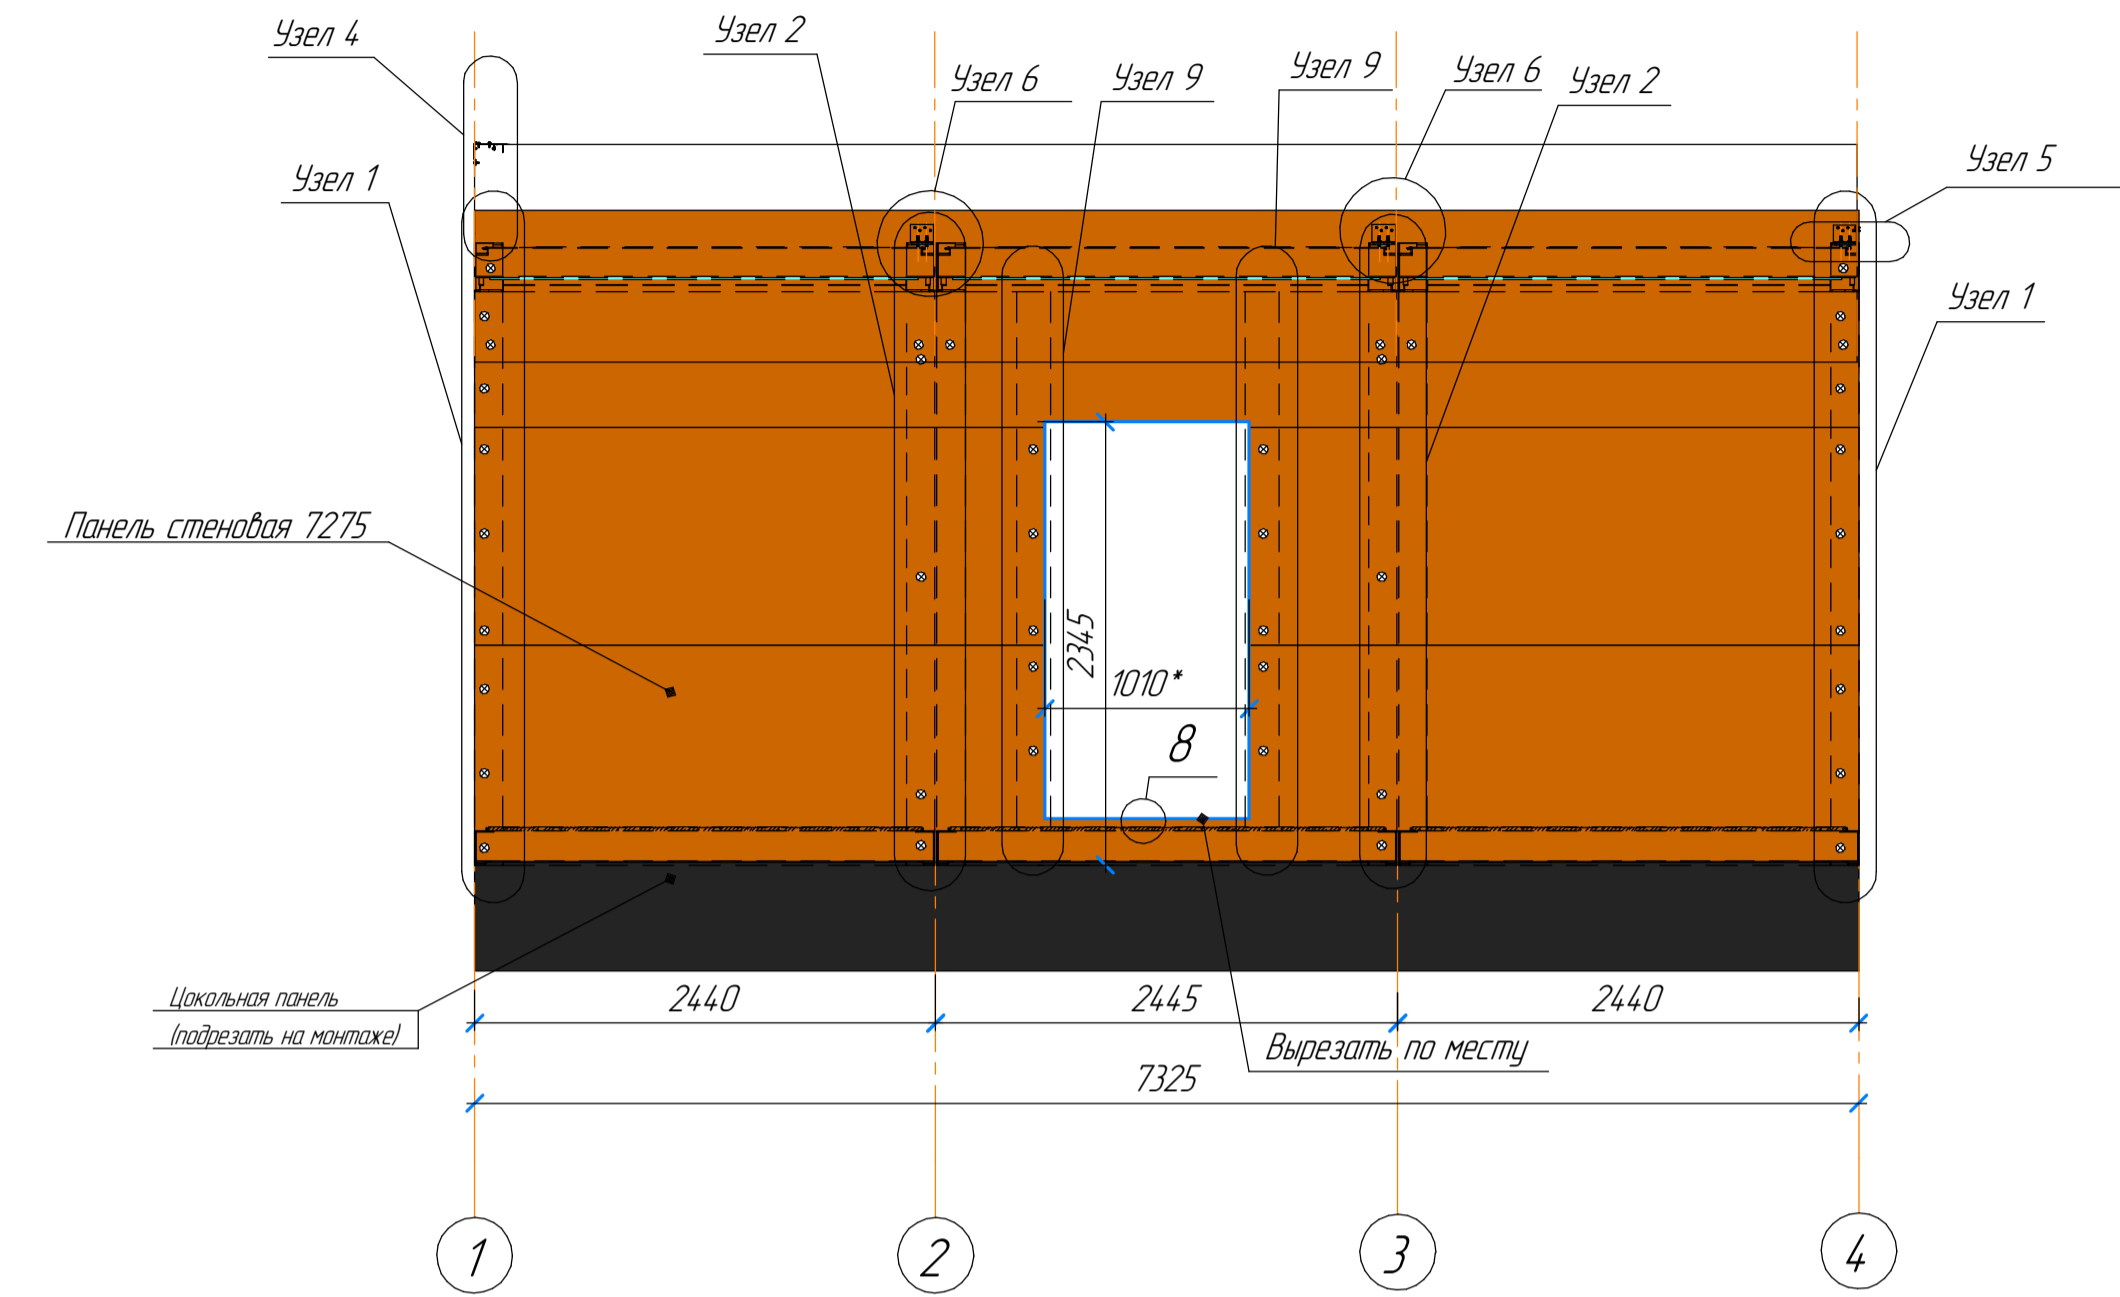 Узел 4
Узел 2
Узел 6
Узел 9
Узел 9
Узел 6
Узел 2
Узел 5
Узел 1
Узел 1
Панель стеновая 7275
2345
1010*
8
Цокольная панель
(подрезать на монтаже)
2440
2445
2440
Вырезать по месту
7325
1
2
3
4